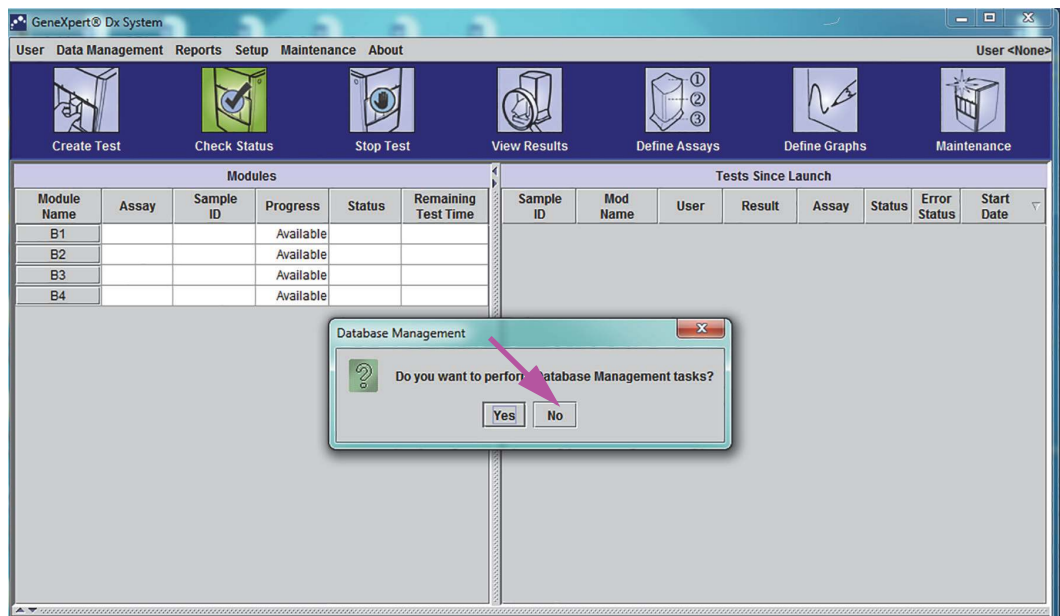 GeneXpert® Dx System
User Data Management Reports Setup Maintenance About User <None>
Create Test Check Status Stop Test View Results Define Assays Define Graphs Maintenance
①
②
③
Modules Tests Since Launch
Module Name Assay Sample ID Progress Status Remaining Test Time Sample ID Mod Name User Result Assay Status Error Status Start Date
B1 Available
B2 Available
B3 Available
B4 Available
Database Management
Do you want to perform Database Management tasks?
Yes No